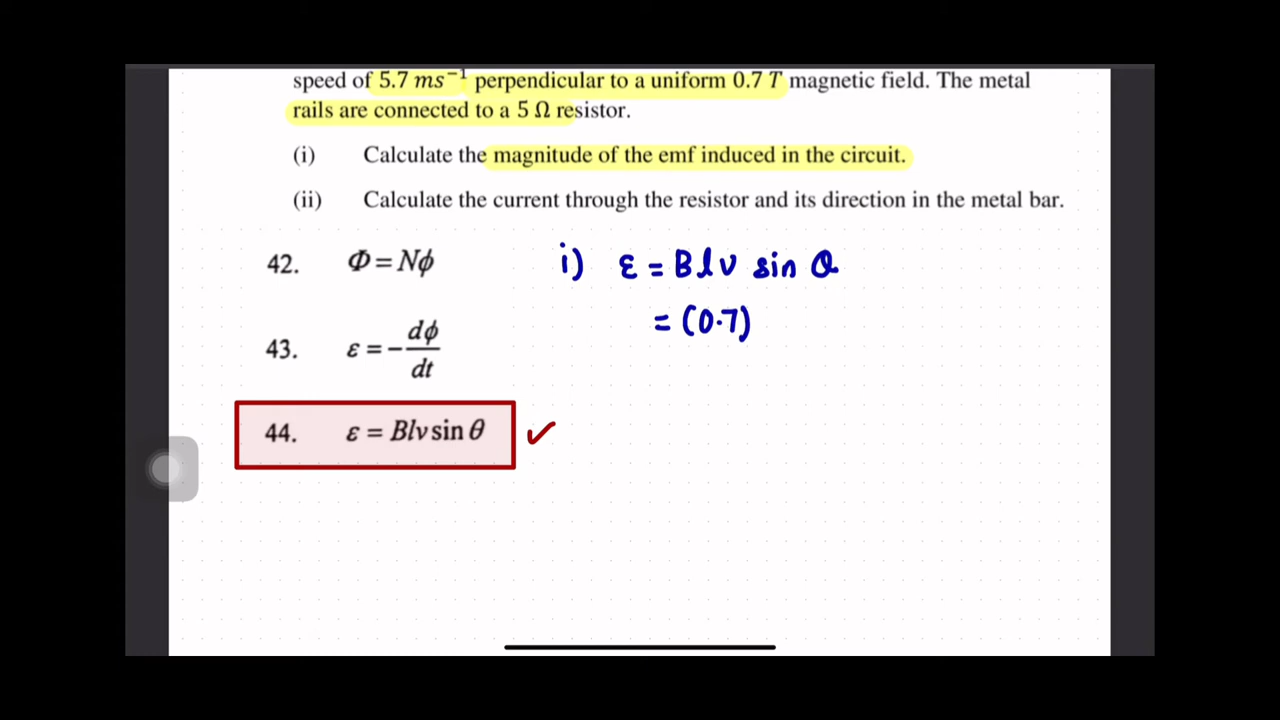 speed of 5.7 ms⁻¹ perpendicular to a uniform 0.7 T magnetic field. The metal
rails are connected to a 5 Ω resistor.
(i) Calculate the magnitude of the emf induced in the circuit.
(ii) Calculate the current through the resistor and its direction in the metal bar.
42. Φ = Nϕ
43. ε = −dϕ/dt
44. ε = Blv sin θ ✓
i) ε = Blv sin θ
= (0.7)